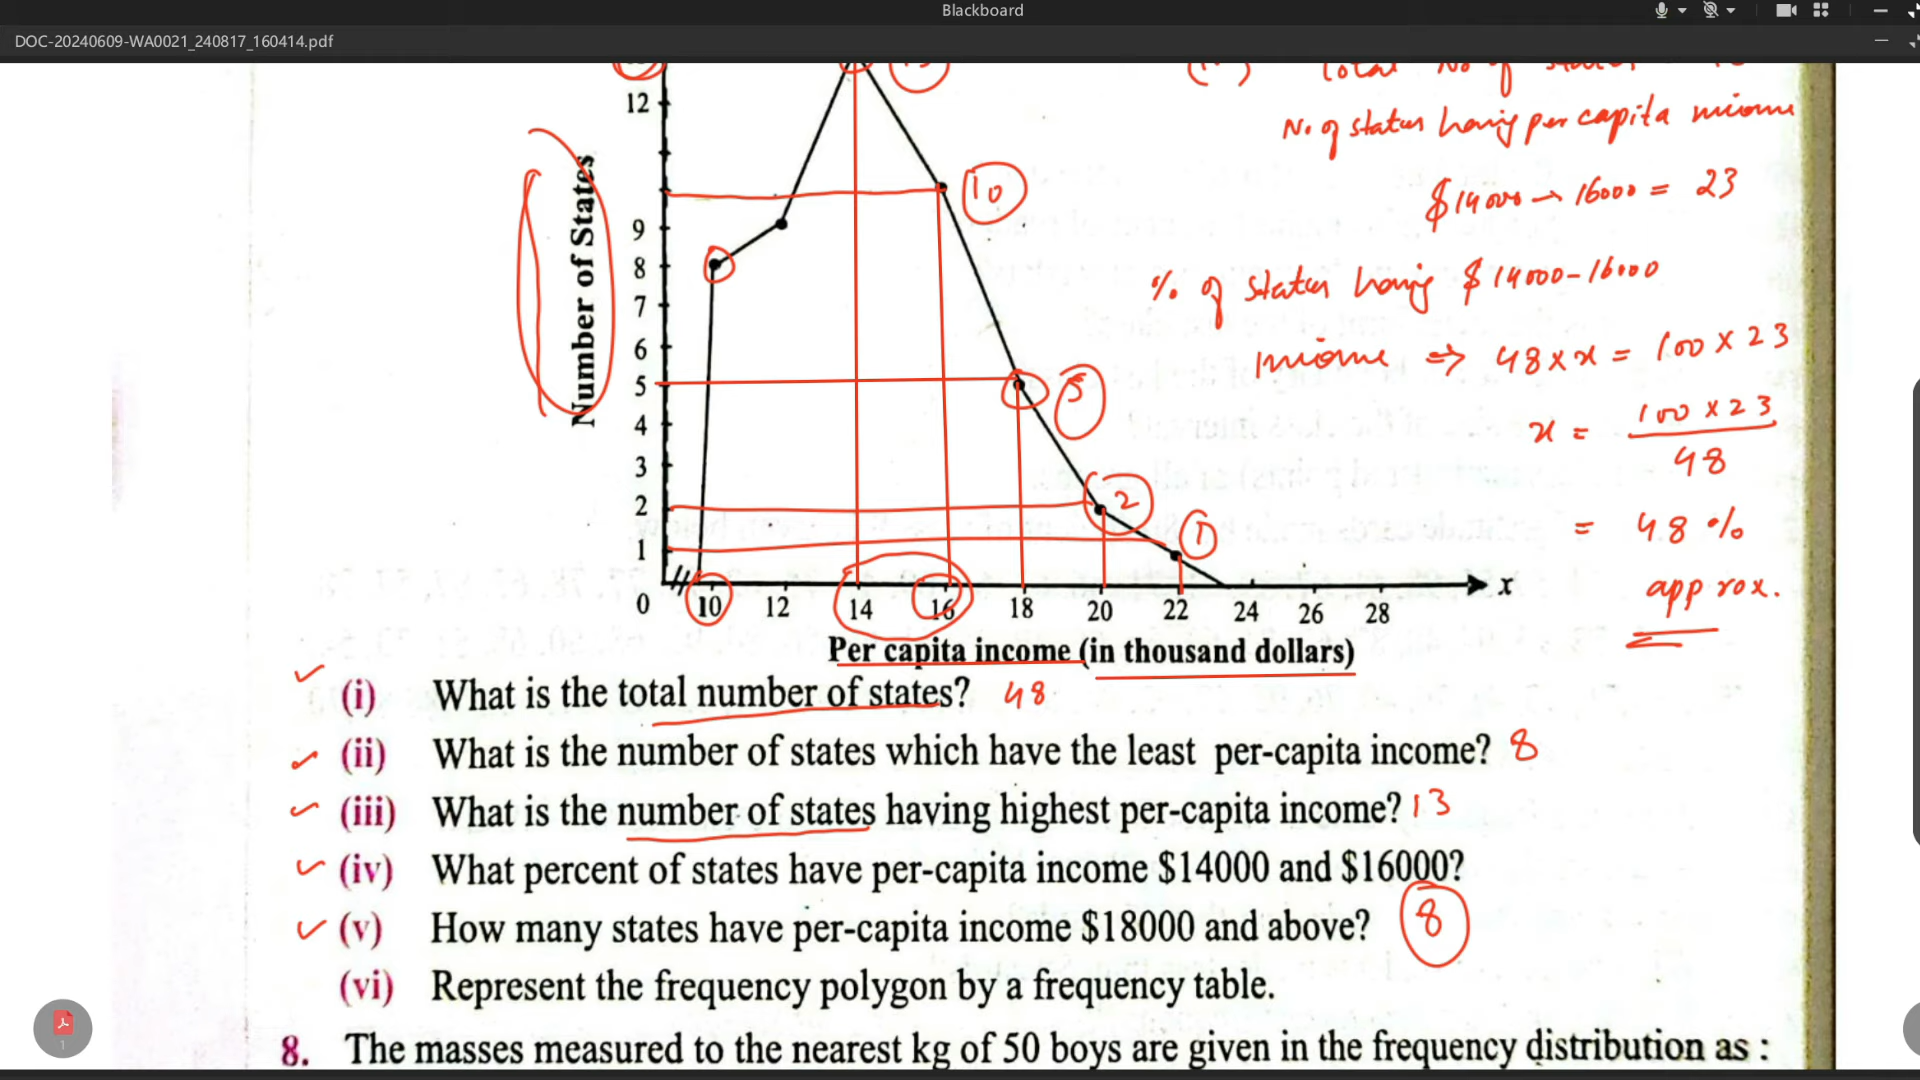 Blackboard
DOC-20240609-WA0021_240817_160414.pdf
12
9
8
7
6
5
4
3
2
1
0
Number of States
10 12 14 16 18 20 22 24 26 28
x
Per capita income (in thousand dollars)
10
5
2
1
No of states having per capita income
$14000 → 16000 = 23
% of states having $14000-16000
income ⇒ 48 × x = 100 × 23
x = 100 × 23
48
= 48 %
approx.
(i) What is the total number of states? 48
(ii) What is the number of states which have the least per-capita income? 8
(iii) What is the number of states having highest per-capita income? 13
(iv) What percent of states have per-capita income $14000 and $16000?
(v) How many states have per-capita income $18000 and above? 8
(vi) Represent the frequency polygon by a frequency table.
8. The masses measured to the nearest kg of 50 boys are given in the frequency distribution as :
1